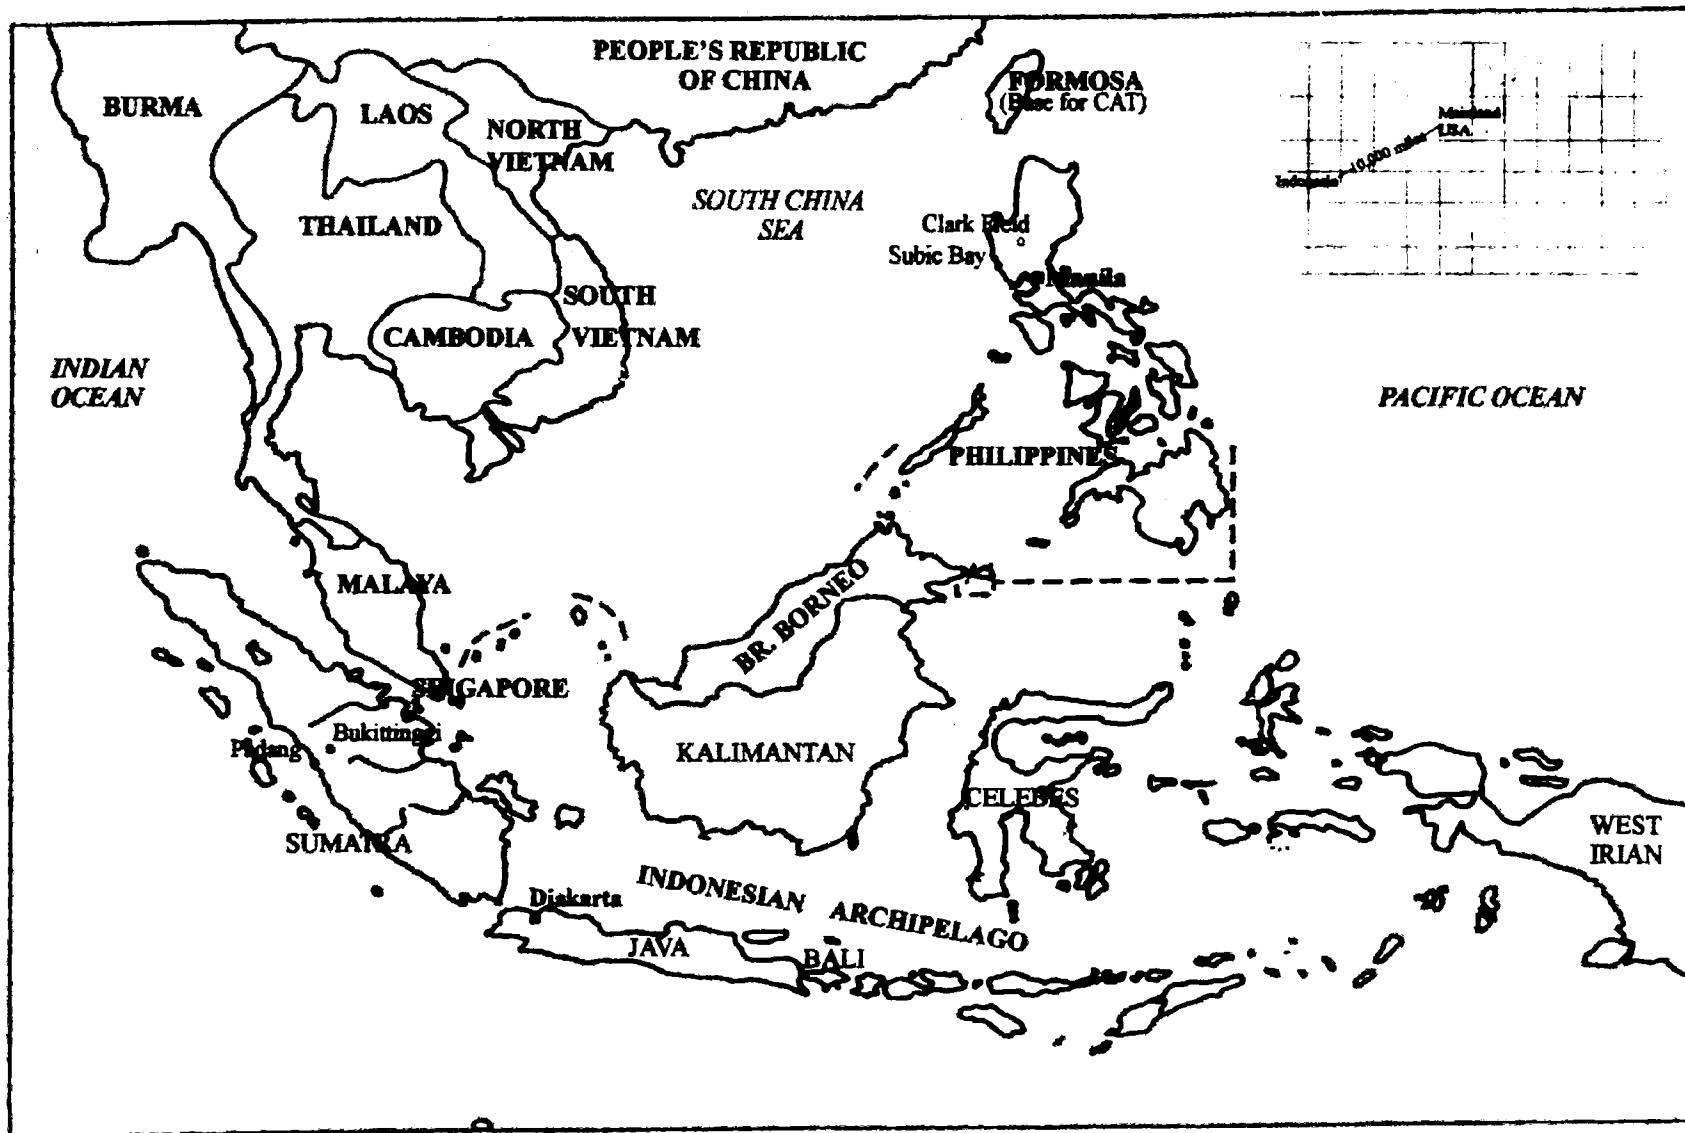 PEOPLE'S REPUBLIC
OF CHINA
FORMOSA
(Base for CAT)
BURMA
LAOS
NORTH
VIETNAM
Mainland
USA.
10,000 miles
Indonesia
SOUTH CHINA
SEA
THAILAND
Clark Field
Subic Bay
Manila
SOUTH
VIETNAM
CAMBODIA
INDIAN
OCEAN
PACIFIC OCEAN
PHILIPPINES
MALAYA
BR. BORNEO
SINGAPORE
Bukittinggi
Padang
KALIMANTAN
CELEBES
SUMATRA
WEST
IRIAN
INDONESIAN ARCHIPELAGO
Djakarta
JAVA
BALI